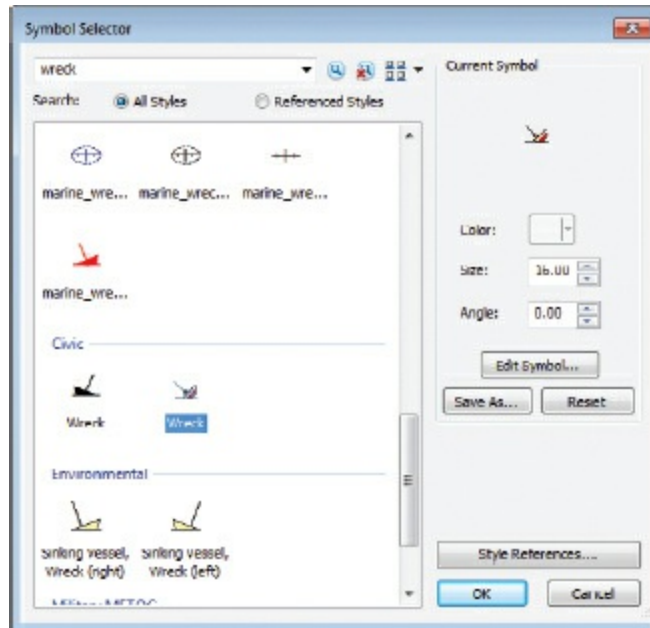 Symbol Selector
wreck
Search: All Styles Referenced Styles
marine_wre... marine_wrec... marine_wre...
marine_wre...
Civic
Wreck Wreck
Environmental
Sinking vessel, Sinking vessel,
Wreck (right) Wreck (left)
Current Symbol
Color:
Size: 16.00
Angle: 0.00
Edit Symbol...
Save As... Reset
Style References...
OK Cancel